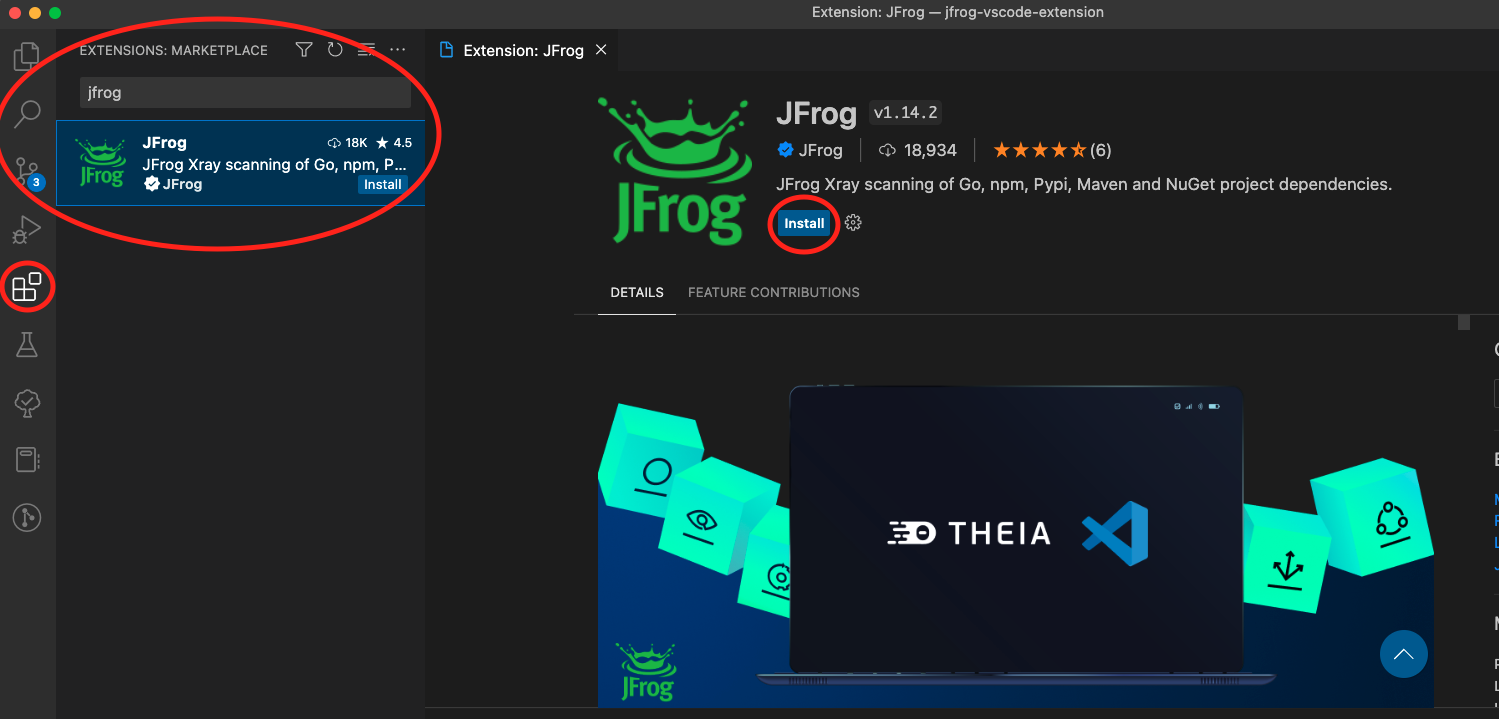 Extension: JFrog — jfrog-vscode-extension
EXTENSIONS: MARKETPLACE
jfrog
JFrog
18K ★ 4.5
JFrog Xray scanning of Go, npm, P...
JFrog
Install
JFrog
3
Extension: JFrog
JFrog
JFrog v1.14.2
JFrog
18,934
(6)
JFrog Xray scanning of Go, npm, Pypi, Maven and NuGet project dependencies.
Install
DETAILS
FEATURE CONTRIBUTIONS
THEIA
JFrog